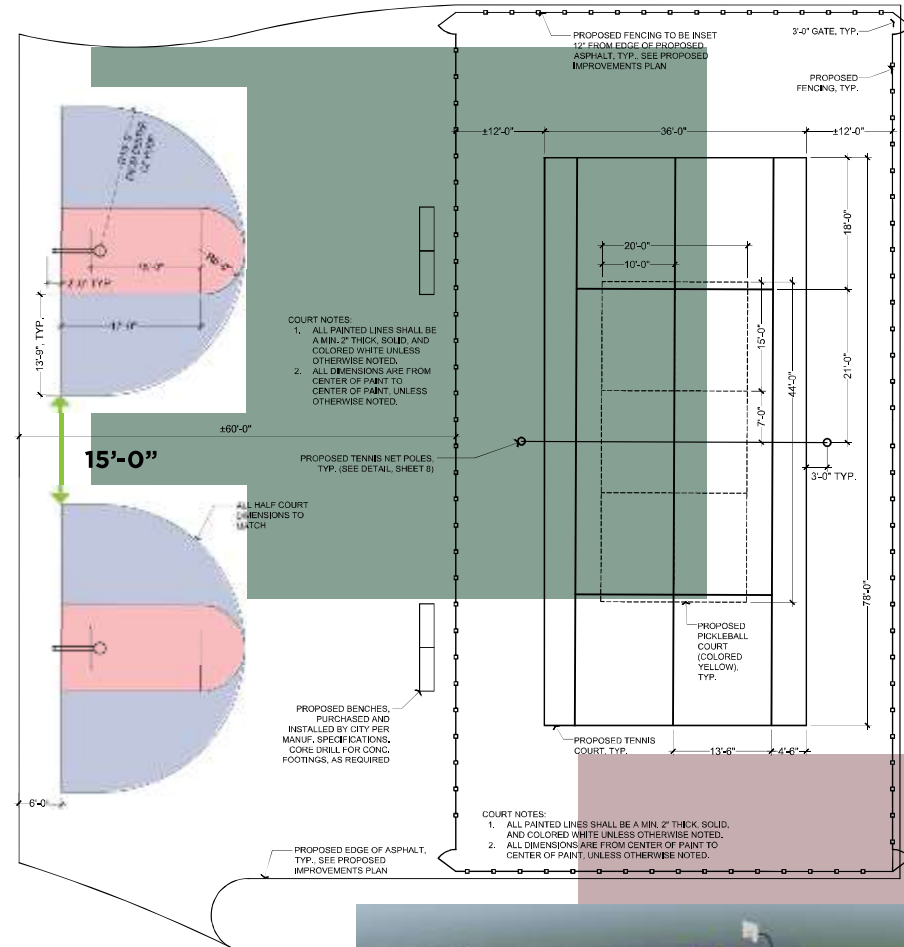 PROPOSED FENCING TO BE INSET
12" FROM EDGE OF PROPOSED
ASPHALT, TYP., SEE PROPOSED
IMPROVEMENTS PLAN
3'-0" GATE, TYP.
PROPOSED
FENCING, TYP.
±12'-0"
36'-0"
±12'-0"
18'-0"
20'-0"
10'-0"
15'-0"
44'-0"
21'-0"
7'-0"
78'-0"
13'-9", TYP.
COURT NOTES:
1. ALL PAINTED LINES SHALL BE
A MIN. 2" THICK, SOLID, AND
COLORED WHITE UNLESS
OTHERWISE NOTED.
2. ALL DIMENSIONS ARE FROM
CENTER OF PAINT TO
CENTER OF PAINT, UNLESS
OTHERWISE NOTED.
±60'-0"
15'-0"
PROPOSED TENNIS NET POLES,
TYP. (SEE DETAIL, SHEET 8)
3'-0" TYP.
ALL HALF COURT
DIMENSIONS TO
MATCH
PROPOSED
PICKLEBALL
COURT
(COLORED
YELLOW),
TYP.
PROPOSED BENCHES,
PURCHASED AND
INSTALLED BY CITY PER
MANUF. SPECIFICATIONS.
CORE DRILL FOR CONC.
FOOTINGS, AS REQUIRED
PROPOSED TENNIS
COURT, TYP.
13'-6"
4'-6"
6'-0"
COURT NOTES:
1. ALL PAINTED LINES SHALL BE A MIN. 2" THICK, SOLID,
AND COLORED WHITE UNLESS OTHERWISE NOTED.
2. ALL DIMENSIONS ARE FROM CENTER OF PAINT TO
CENTER OF PAINT, UNLESS OTHERWISE NOTED.
PROPOSED EDGE OF ASPHALT,
TYP., SEE PROPOSED
IMPROVEMENTS PLAN